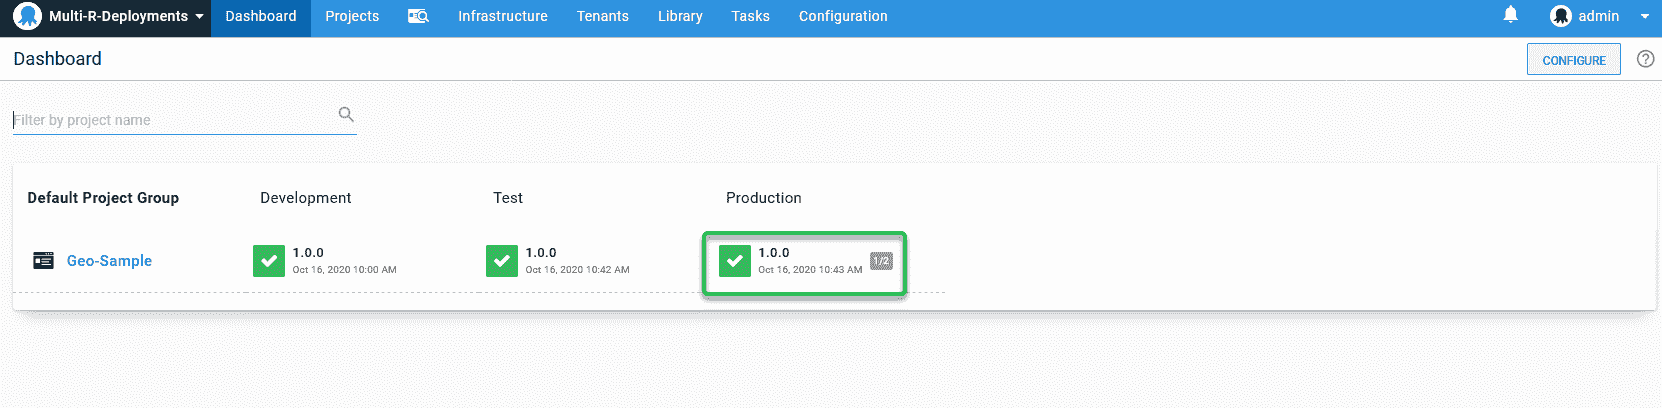 Multi-R-Deployments Dashboard Projects Infrastructure Tenants Library Tasks Configuration admin
Dashboard CONFIGURE ?
Filter by project name
Default Project Group Development Test Production
Geo-Sample 1.0.0 1.0.0 1.0.0
Oct 16, 2020 10:00 AM Oct 16, 2020 10:42 AM Oct 16, 2020 10:43 AM 1/2